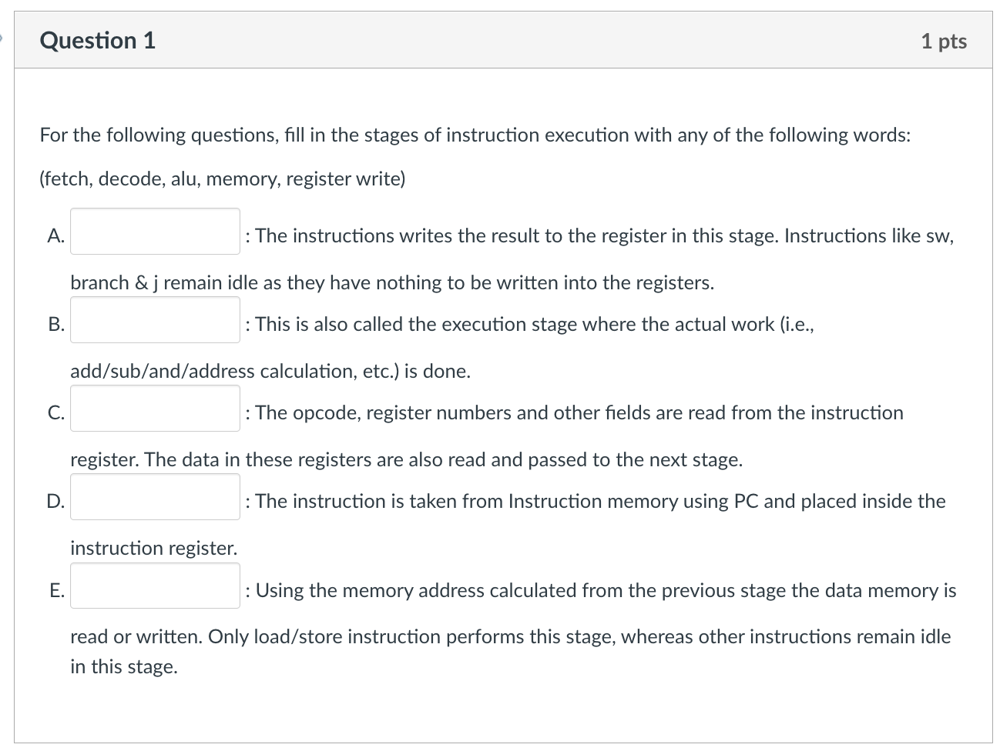 Question 1
1 pts
For the following questions, fill in the stages of instruction execution with any of the following words:
(fetch, decode, alu, memory, register write)
A. : The instructions writes the result to the register in this stage. Instructions like sw,
branch & j remain idle as they have nothing to be written into the registers.
B. : This is also called the execution stage where the actual work (i.e.,
add/sub/and/address calculation, etc.) is done.
C. : The opcode, register numbers and other fields are read from the instruction
register. The data in these registers are also read and passed to the next stage.
D. : The instruction is taken from Instruction memory using PC and placed inside the
instruction register.
E. : Using the memory address calculated from the previous stage the data memory is
read or written. Only load/store instruction performs this stage, whereas other instructions remain idle
in this stage.